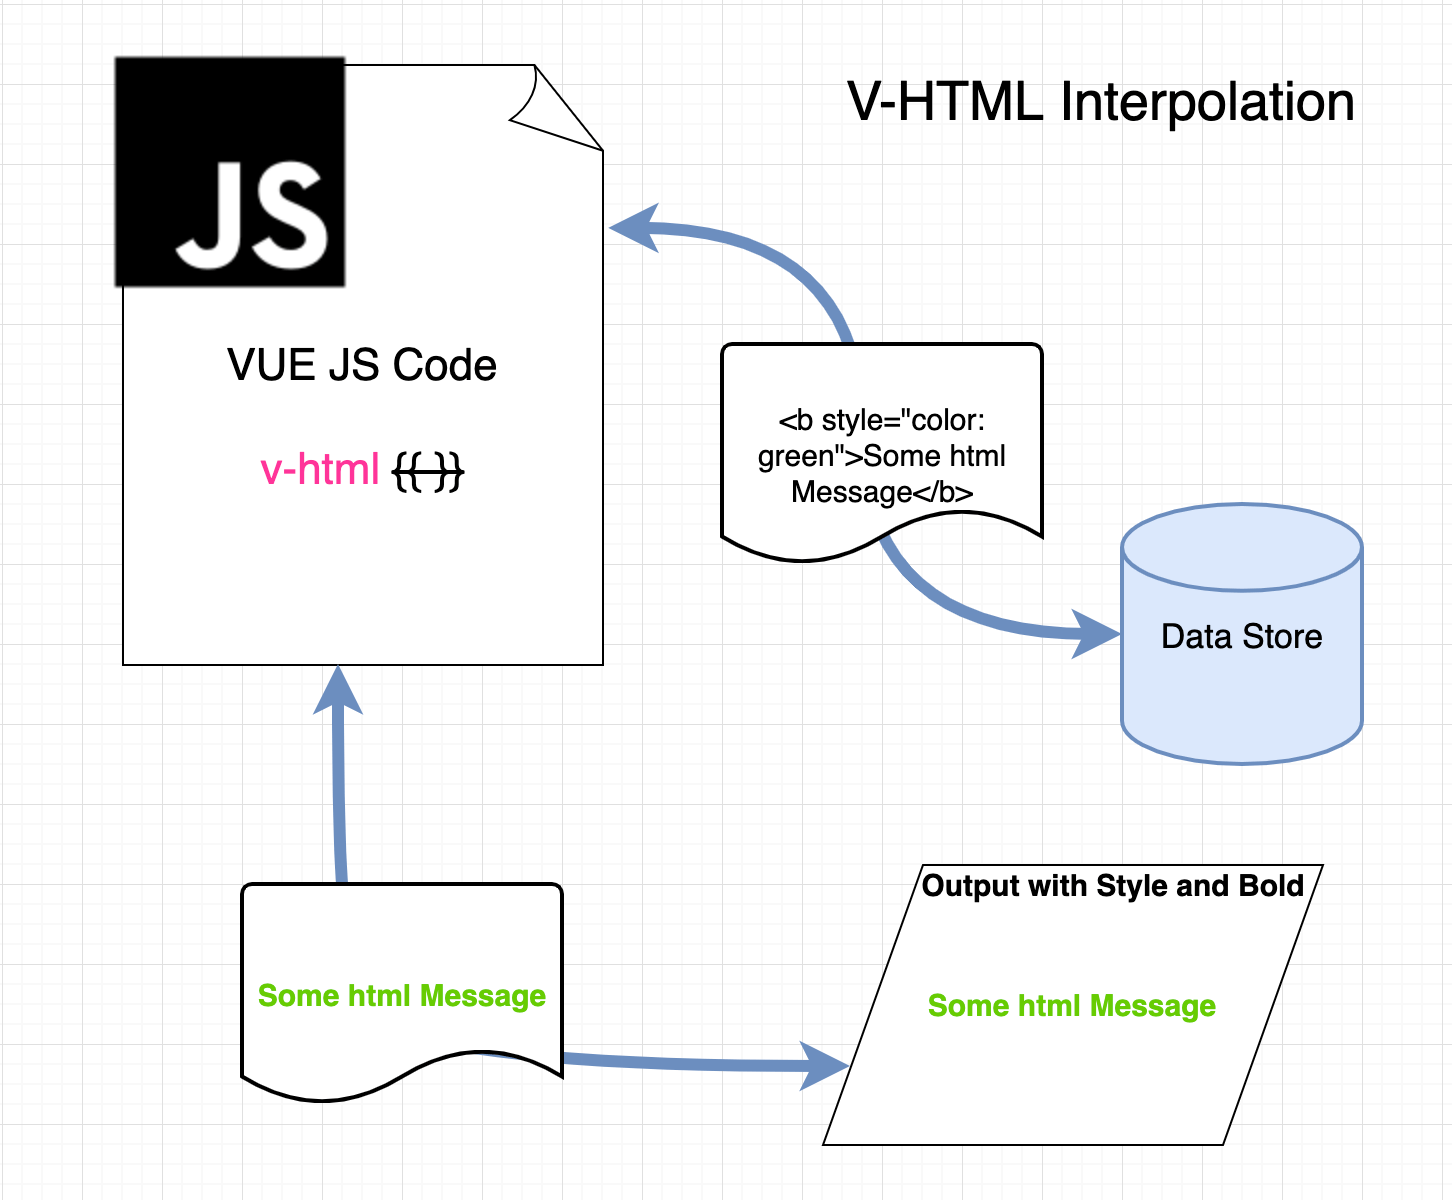 V-HTML Interpolation
JS
VUE JS Code
v-html {{ }}
<b style="color:
green">Some html
Message</b>
Data Store
Some html Message
Output with Style and Bold
Some html Message